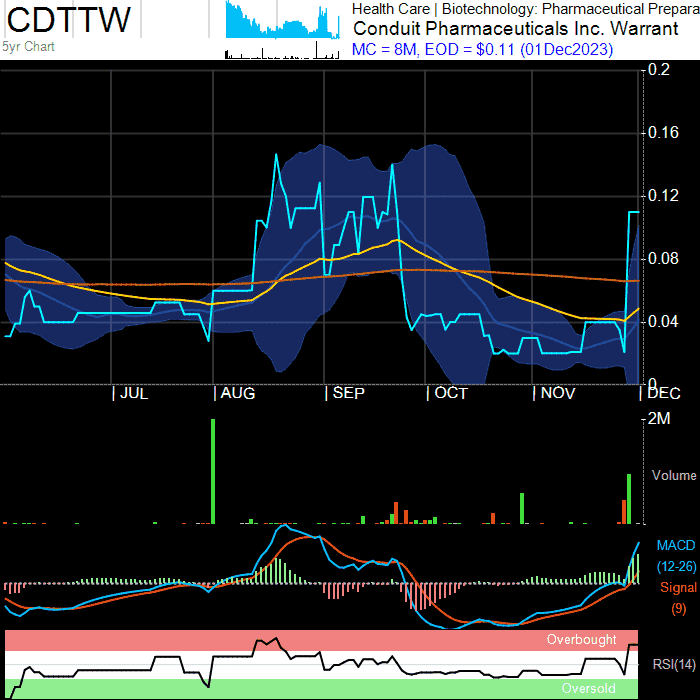 CDTTW
5yr Chart
Health Care | Biotechnology: Pharmaceutical Prepara
Conduit Pharmaceuticals Inc. Warrant
MC = 8M, EOD = $0.11 (01Dec2023)
0.2
0.16
0.12
0.08
0.04
0
JUL AUG SEP OCT NOV DEC
2M
Volume
MACD
(12-26)
Signal
(9)
Overbought
RSI(14)
Oversold